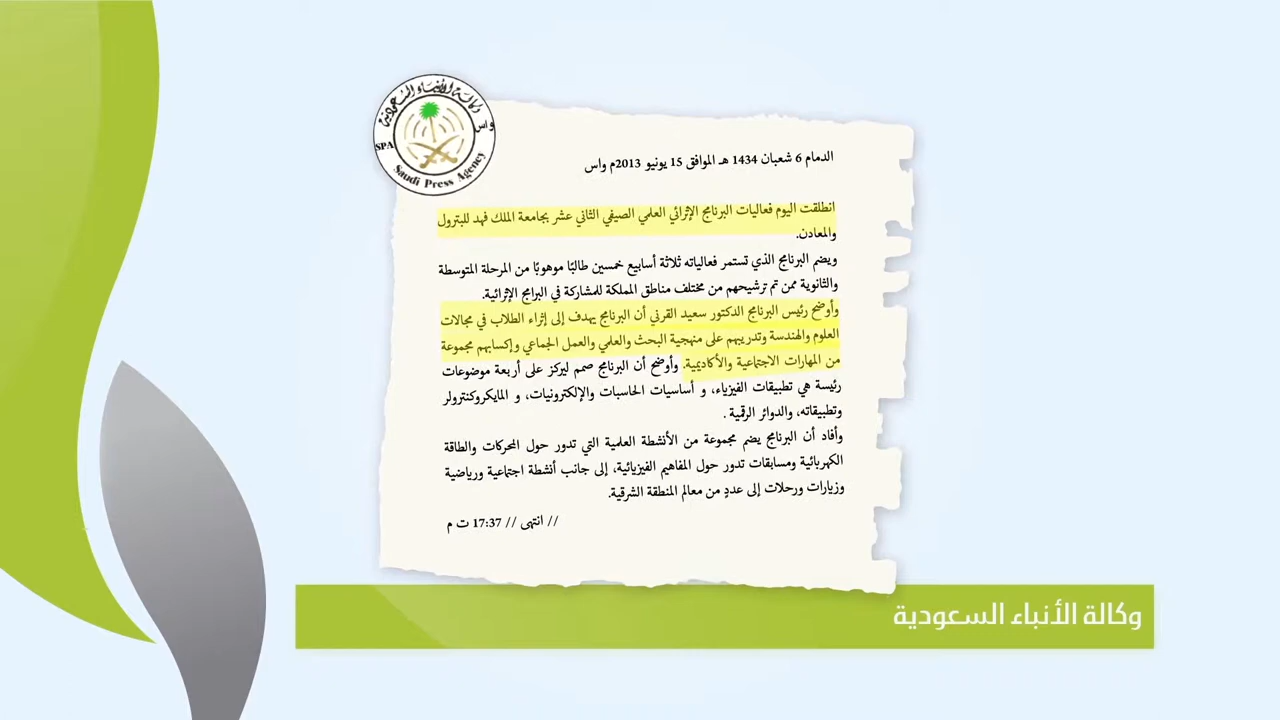 وكالة الأنباء السعودية
واس
SPA
Saudi Press Agency
الدمام 6 شعبان 1434 هـ الموافق 15 يونيو 2013م واس
انطلقت اليوم فعاليات البرنامج الإثرائي العلمي الصيفي الثاني عشر بجامعة الملك فهد للبترول
والمعادن.
ويضم البرنامج الذي تستمر فعالياته ثلاثة أسابيع خمسين طالبًا موهوبًا من المرحلة المتوسطة
والثانوية ممن تم ترشيحهم من مختلف مناطق المملكة للمشاركة في البرامج الإثرائية.
وأوضح رئيس البرنامج الدكتور سعيد القرني أن البرنامج يهدف إلى إثراء الطلاب في مجالات
العلوم والهندسة وتدريبهم على منهجية البحث والعلمي والعمل الجماعي وإكسابهم مجموعة
من المهارات الاجتماعية والأكاديمية. وأوضح أن البرنامج صمم ليركز على أربعة موضوعات
رئيسة هي تطبيقات الفيزياء، و أساسيات الحاسبات والإلكترونيات، و المايكروكنترولر
وتطبيقاته، والدوائر الرقمية .
وأفاد أن البرنامج يضم مجموعة من الأنشطة العلمية التي تدور حول المحركات والطاقة
الكهربائية ومسابقات تدور حول المفاهيم الفيزيائية، إلى جانب أنشطة اجتماعية ورياضية
وزيارات ورحلات إلى عددٍ من معالم المنطقة الشرقية.
// انتهى // 17:37 ت م
وكالة الأنباء السعودية